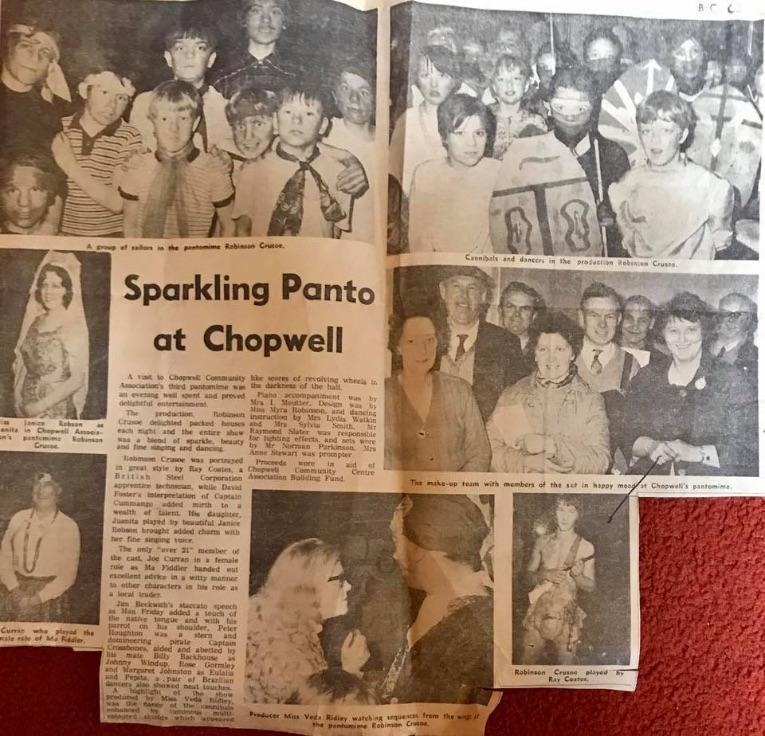 B C C
A group of sailors in the pantomime Robinson Crusoe.
Cannibals and dancers in the production Robinson Crusoe.
Sparkling Panto
at Chopwell
Miss Janice Robson as
in Chopwell Associa-
pantomime Robinson
Crusoe.
A visit to Chopwell Community
Association's third pantomime was
an evening well spent and proved
delightful entertainment.
The production Robinson
Crusoe delighted packed houses
each night and the entire show
was a blend of sparkle, beauty
and fine singing and dancing.
Robinson Crusoe was portrayed
in great style by Ray Coates, a
British Steel Corporation
apprentice technician, while David
Foster's interpretation of Captain
Cummango added mirth to a
wealth of talent. His daughter,
Juanita played by beautiful Janice
Robson brought added charm with
her fine singing voice.
The only "over 21" member of
the cast, Joe Curran in a female
role as Ma Fiddler handed out
excellent advice in a witty manner
to other characters in his role as
a local trader.
Jim Beckwith's staccato speech
as Man Friday added a touch of
the native tongue and with his
parrot on his shoulder, Peter
Houghton was a stern and
domineering pirate Captain
Crossbones, aided and abetted by
his mate Billy Backhouse as
Johnny Windup, Rose Gormley
and Margaret Johnston as Eulalia
and Pepita, a pair of Brazilian
dancers also showed neat touches.
A highlight of the show
produced by Miss Veda Ridley,
was the dance of the cannibals
enhanced by luminous multi-
coloured shields which appeared
like scores of revolving wheels in
the darkness of the hall.
Piano accompaniment was by
Mrs I. Moutter. Design was by
Miss Myra Robinson, and dancing
instruction by Mrs Lydia Watkin
and Mrs Sylvia Smith. Mr
Raymond Slater was responsible
for lighting effects, and sets were
by Mr Norman Parkinson. Mrs
Anne Stewart was prompter.
Proceeds were in aid of
Chopwell Community Centre
Association Building Fund.
The make-up team with members of the cast in happy mood at Chopwell's pantomime.
Curran who played the
role of Ma Fiddler.
Producer Miss Veda Ridley watching sequences from the wings of
the pantomime Robinson Crusoe.
Robinson Crusoe played by
Ray Coates.